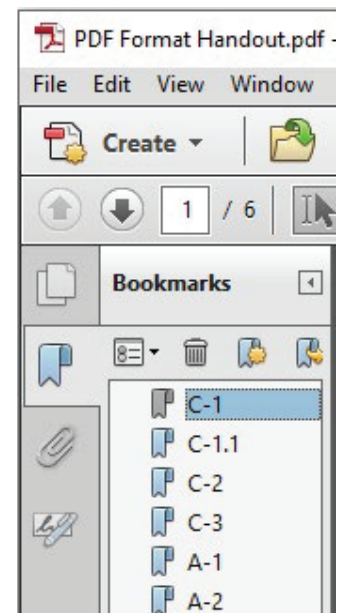 PDF Format Handout.pdf -
File Edit View Window
Create
1 / 6
Bookmarks
C-1
C-1.1
C-2
C-3
A-1
A-2